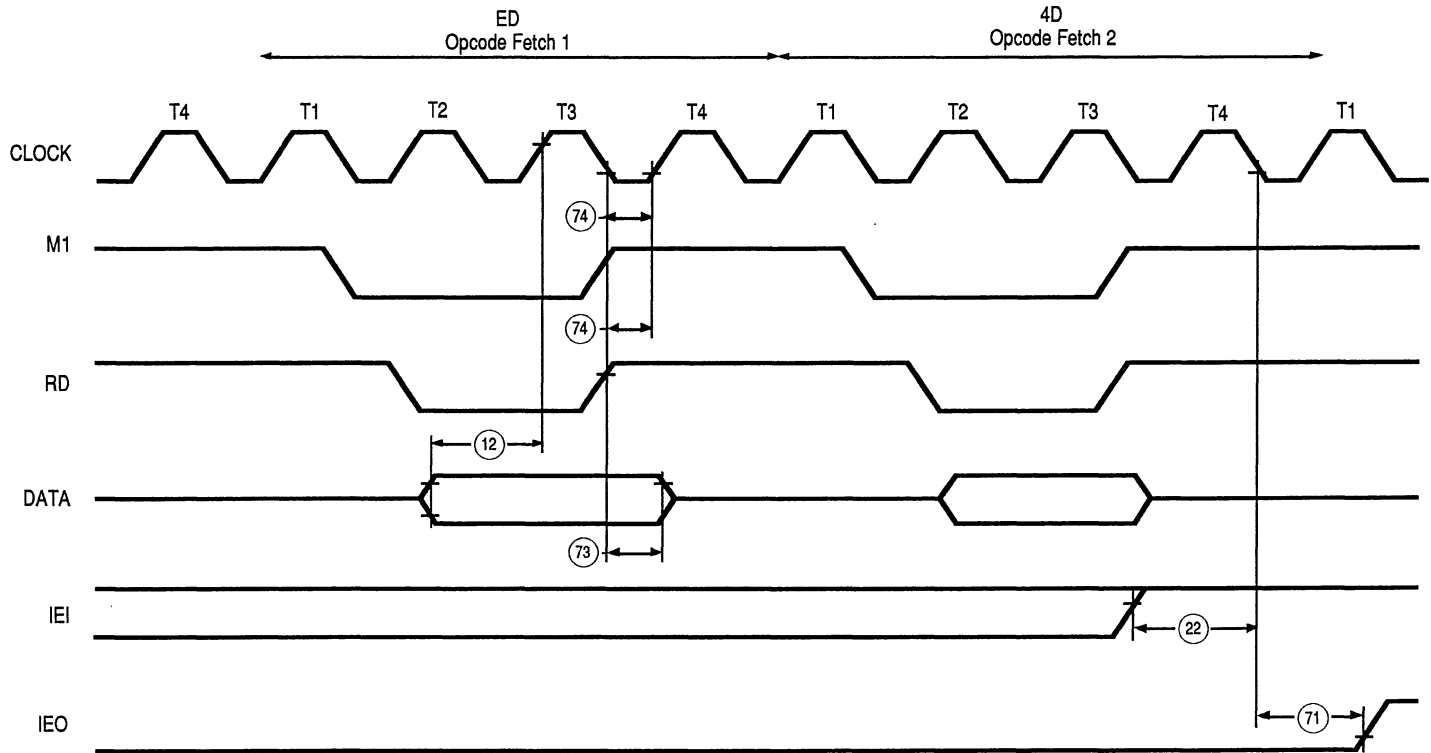 ED
Opcode Fetch 1
4D
Opcode Fetch 2
T4 T1 T2 T3 T4 T1 T2 T3 T4 T1
CLOCK
74
M1
74
RD
12
DATA
73
IEI
22
IEO
71